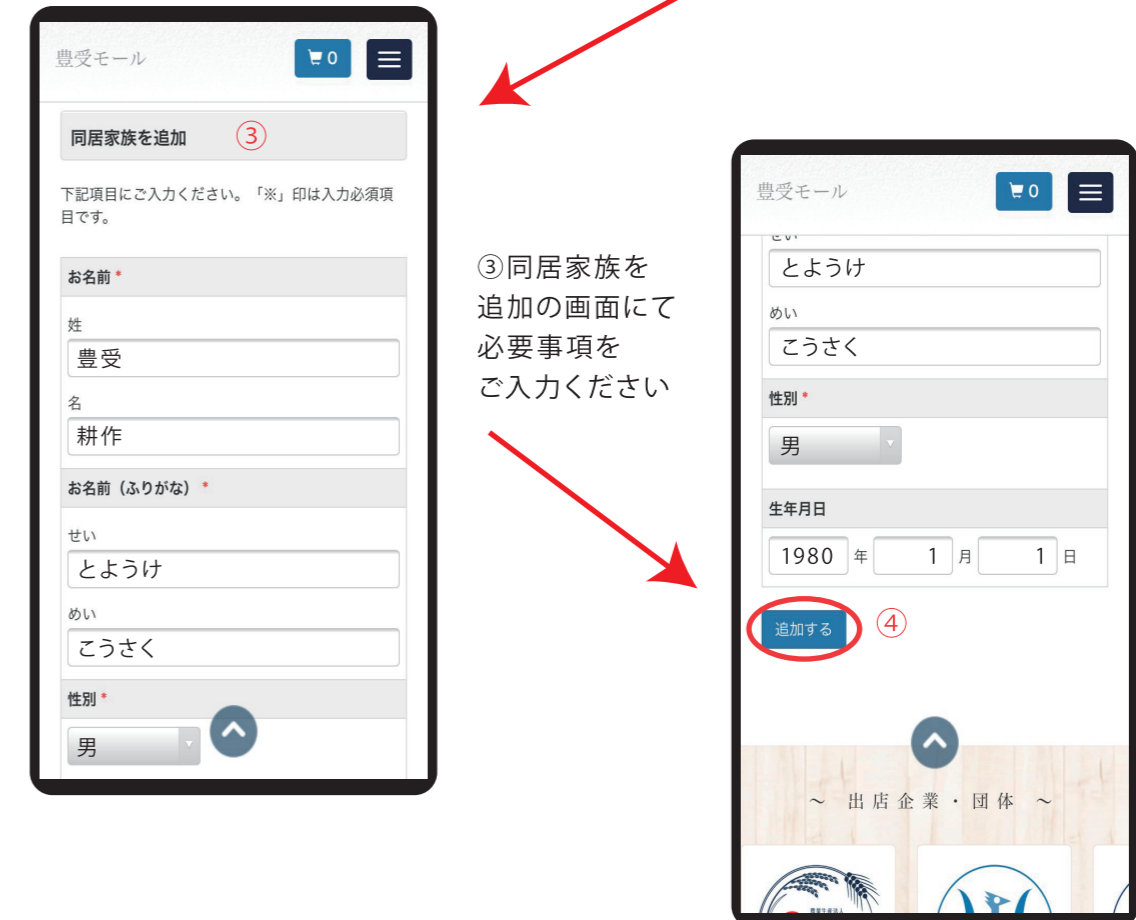 豊受モール
0
同居家族を追加
③
下記項目にご入力ください。「※」印は入力必須項
目です。
お名前 *
姓
豊受
名
耕作
お名前（ふりがな） *
せい
とようけ
めい
こうさく
性別 *
男
③同居家族を
追加の画面にて
必要事項を
ご入力ください
豊受モール
0
せい
とようけ
めい
こうさく
性別 *
男
生年月日
1980 年 1 月 1 日
追加する
④
～ 出店企業・団体 ～